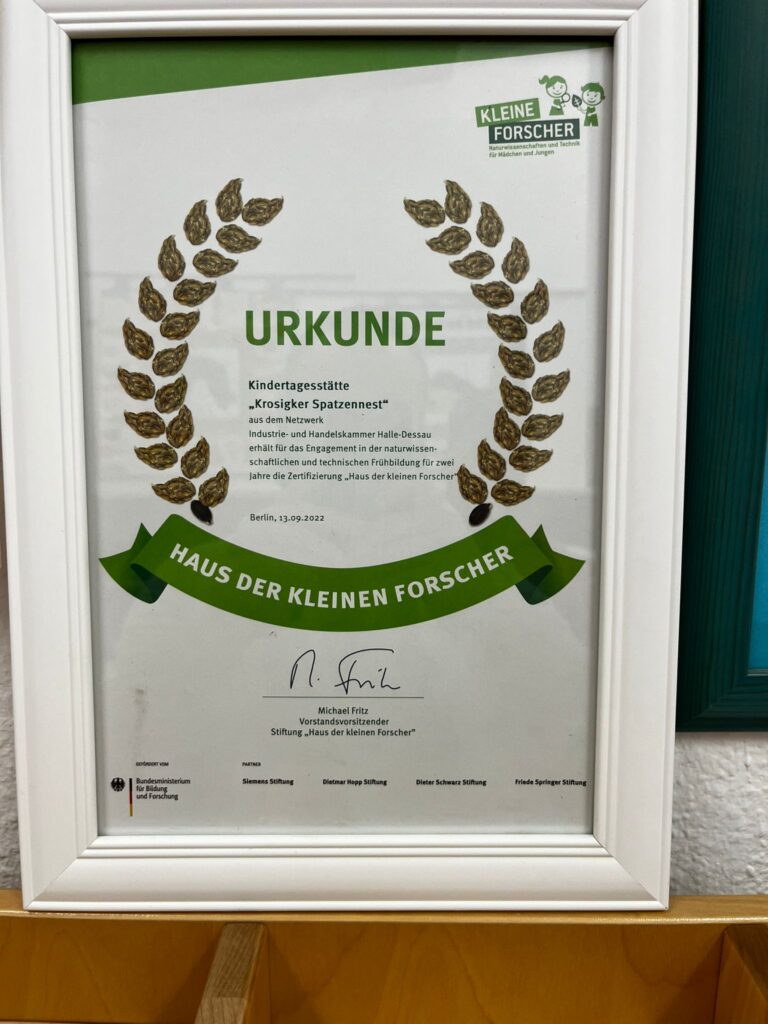 KLEINE
FORSCHER
Naturwissenschaften und Technik
für Mädchen und Jungen
URKUNDE
Kindertagesstätte
„Krosigker Spatzennest“
aus dem Netzwerk
Industrie- und Handelskammer Halle-Dessau
erhält für das Engagement in der naturwissen-
schaftlichen und technischen Frühbildung für zwei
Jahre die Zertifizierung „Haus der kleinen Forscher“
Berlin, 13.09.2022
HAUS DER KLEINEN FORSCHER
M. Fritz
Michael Fritz
Vorstandsvorsitzender
Stiftung „Haus der kleinen Forscher“
GEFÖRDERT VOM
Bundesministerium
für Bildung
und Forschung
PARTNER
Siemens Stiftung Dietmar Hopp Stiftung Dieter Schwarz Stiftung Friede Springer Stiftung